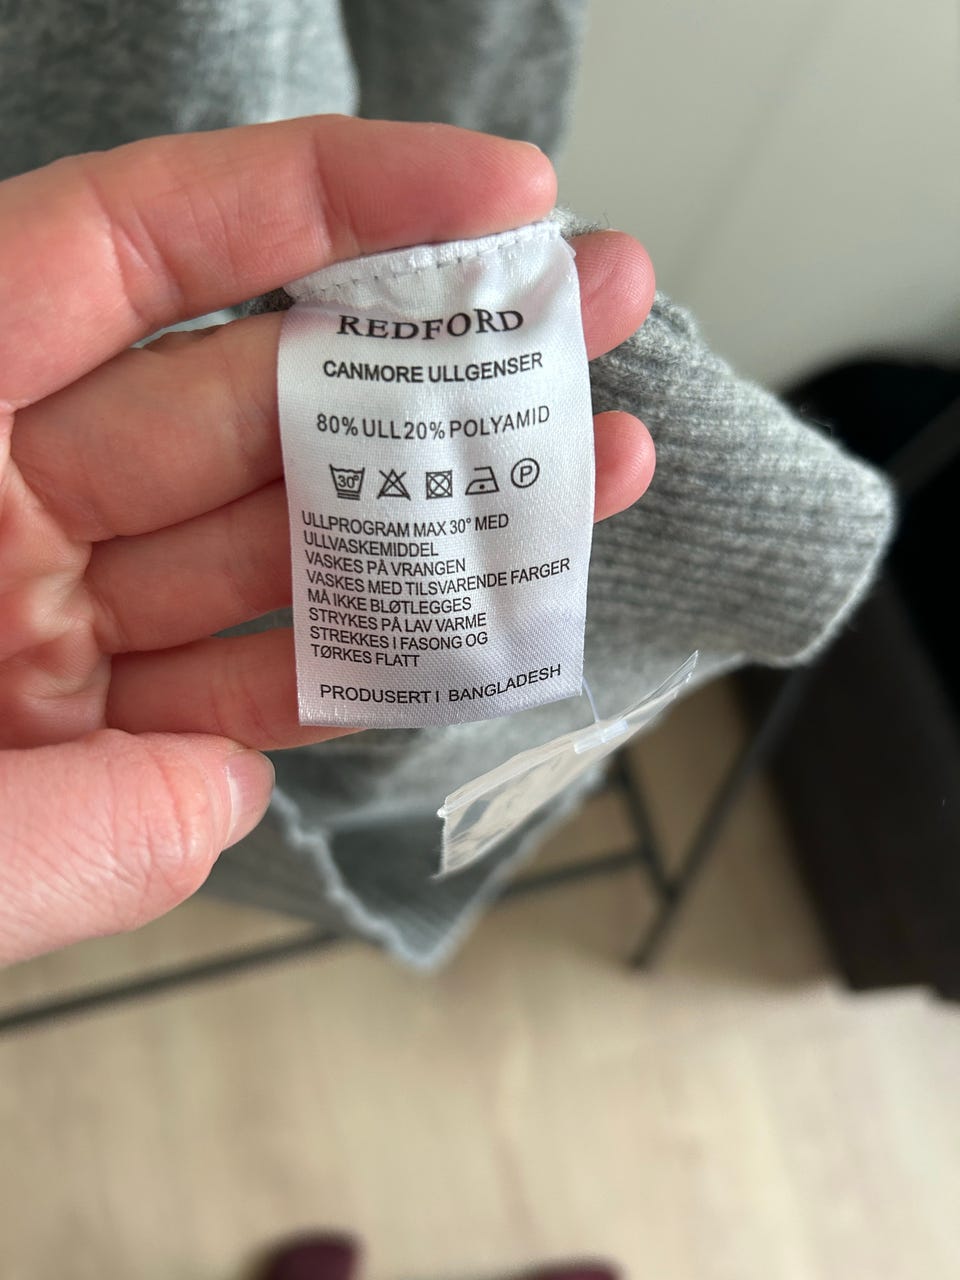 REDFORD
CANMORE ULLGENSER
80% ULL 20% POLYAMID
30° P
ULLPROGRAM MAX 30° MED
ULLVASKEMIDDEL
VASKES PÅ VRANGEN
VASKES MED TILSVARENDE FARGER
MÅ IKKE BLØTLEGGES
STRYKES PÅ LAV VARME
STREKKES I FASONG OG
TØRKES FLATT
PRODUSERT I BANGLADESH